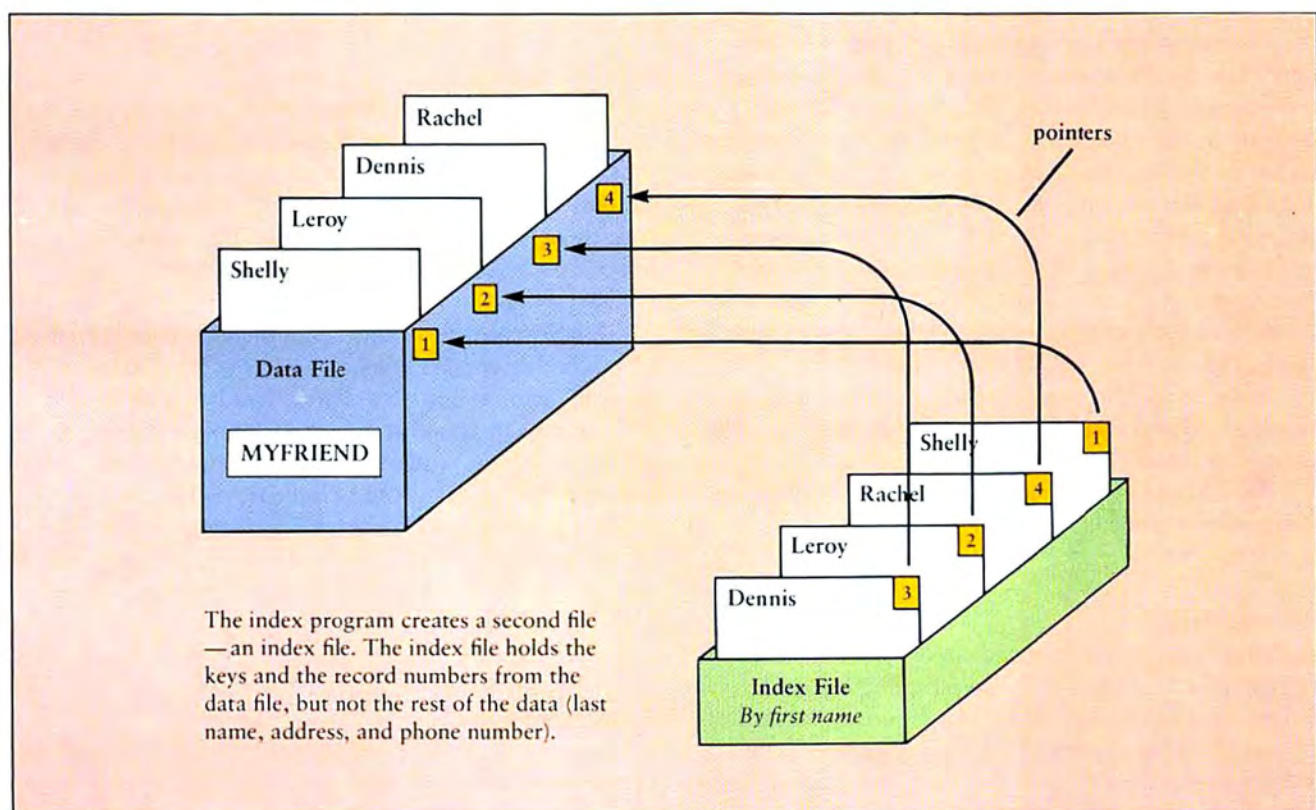 Rachel
Dennis
Leroy
Shelly
4
3
2
1
Data File
MYFRIEND
pointers
Shelly
1
Rachel
4
Leroy
2
Dennis
3
Index File
By first name
The index program creates a second file
—an index file. The index file holds the
keys and the record numbers from the
data file, but not the rest of the data (last
name, address, and phone number).